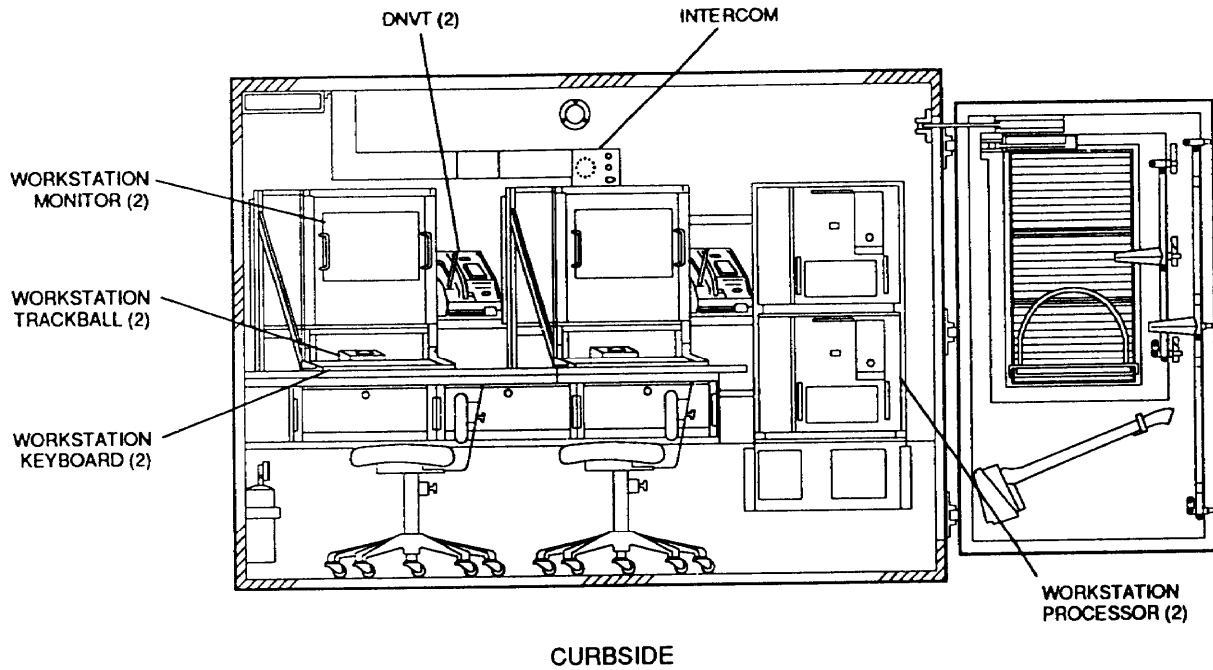 DNVT (2)
INTERCOM
WORKSTATION
MONITOR (2)
WORKSTATION
TRACKBALL (2)
WORKSTATION
KEYBOARD (2)
WORKSTATION
PROCESSOR (2)
CURBSIDE